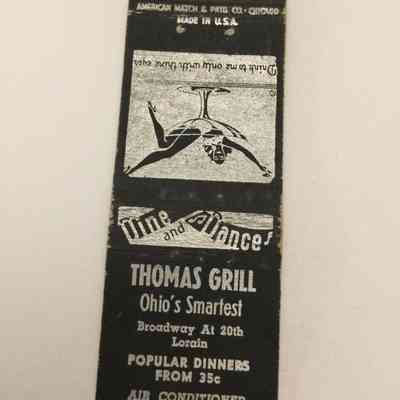 AMERICAN MATCH & PRTG. CO. - CHICAGO
MADE IN U.S.A.
Drink to me only with thine eyes
Dine
and
Dance
THOMAS GRILL
Ohio's Smartest
Broadway At 20th
Lorain
POPULAR DINNERS
FROM 35c
AIR CONDITIONED